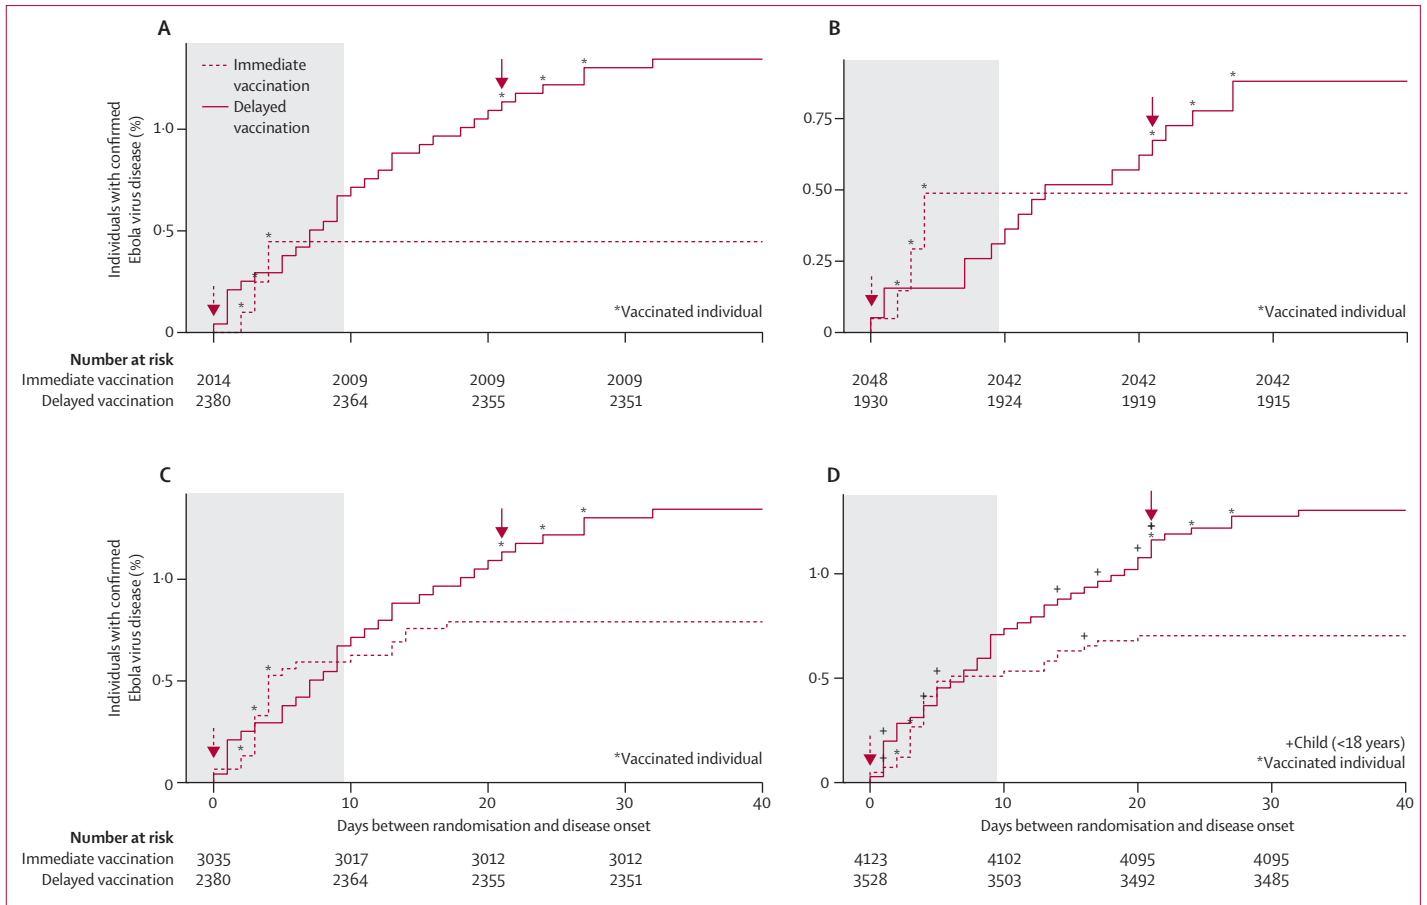 A
Immediate
vaccination
Delayed
vaccination
Individuals with confirmed
Ebola virus disease (%)
1·0
0·5
0
*
*
*
*
*
*
*Vaccinated individual
Number at risk
Immediate vaccination 2014 2009 2009 2009
Delayed vaccination 2380 2364 2355 2351
B
0.75
0.50
0.25
0
*
*
*
*
*
*
*Vaccinated individual
2048 2042 2042 2042
1930 1924 1919 1915
C
Individuals with confirmed
Ebola virus disease (%)
1·0
0·5
0
*
*
*
*
*
*
*Vaccinated individual
0 10 20 30 40
Days between randomisation and disease onset
Number at risk
Immediate vaccination 3035 3017 3012 3012
Delayed vaccination 2380 2364 2355 2351
D
1·0
0·5
0
+
+
+
+
+
+
+
+
+
*
*
*
*
*
+Child (<18 years)
*Vaccinated individual
0 10 20 30 40
Days between randomisation and disease onset
4123 4102 4095 4095
3528 3503 3492 3485